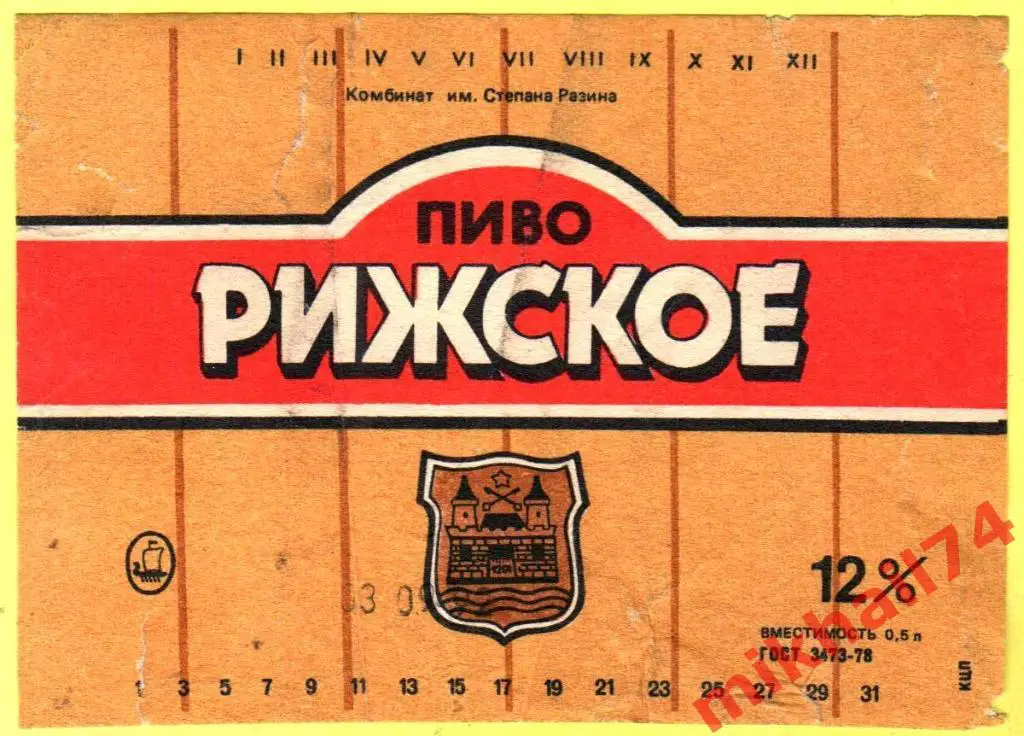 I II III IV V VI VII VIII IX X XI XII
Комбинат им. Степана Разина
ПИВО
РИЖСКОЕ
1201
12%
ВМЕСТИМОСТЬ 0,5 л
ГОСТ 3473-78
КШП
1 3 5 7 9 11 13 15 17 19 21 23 25 27 29 31
mikhail74